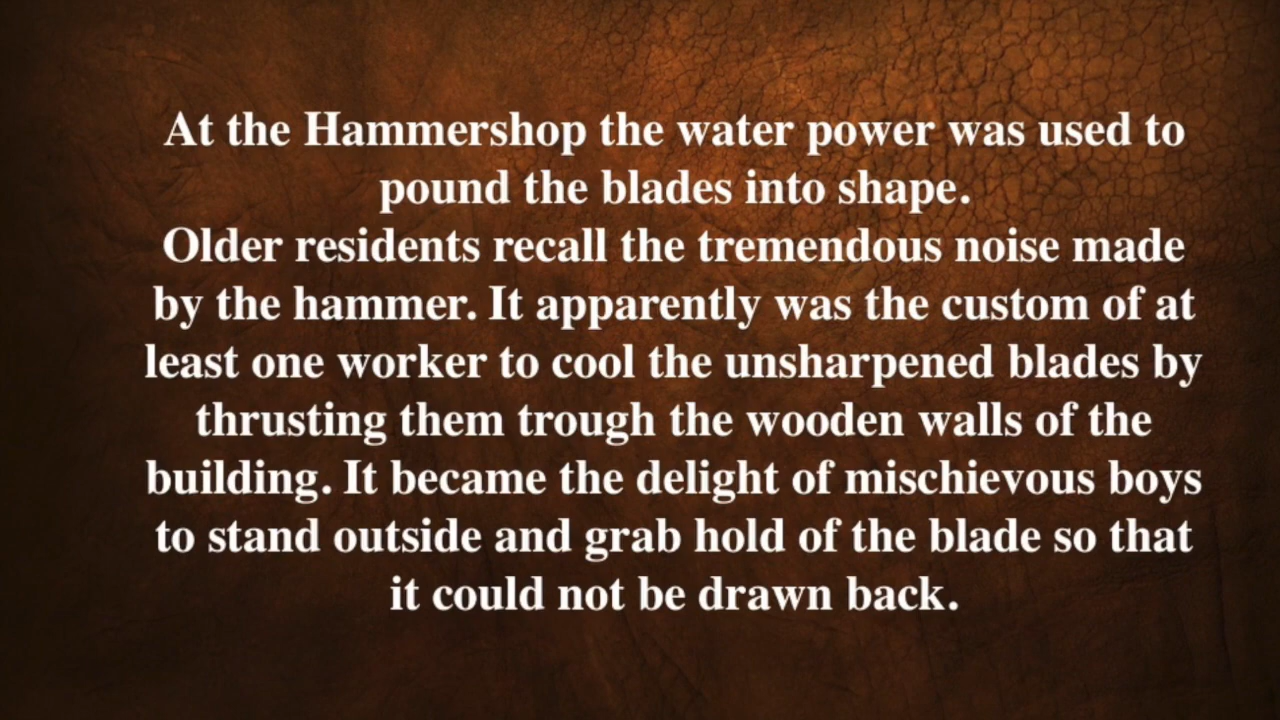 At the Hammershop the water power was used to
pound the blades into shape.
Older residents recall the tremendous noise made
by the hammer. It apparently was the custom of at
least one worker to cool the unsharpened blades by
thrusting them trough the wooden walls of the
building. It became the delight of mischievous boys
to stand outside and grab hold of the blade so that
it could not be drawn back.